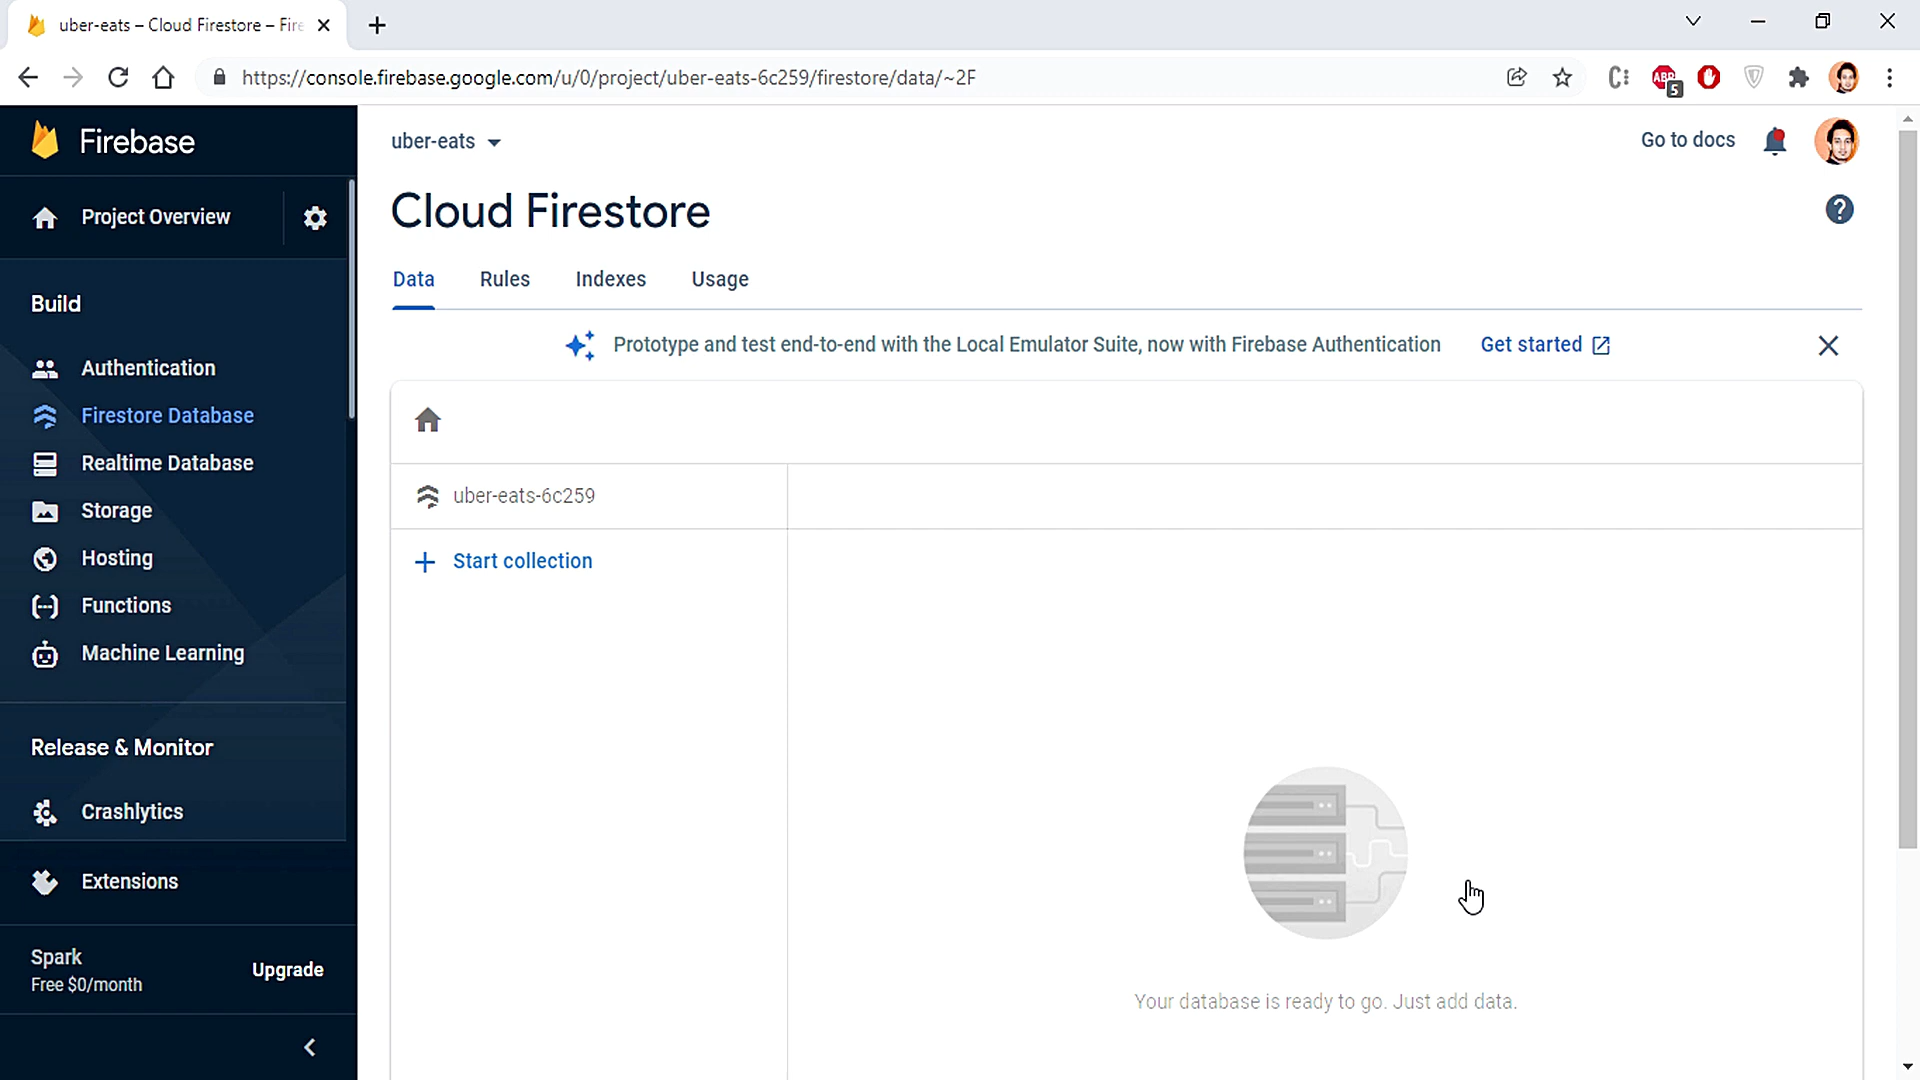 uber-eats – Cloud Firestore – Fire
https://console.firebase.google.com/u/0/project/uber-eats-6c259/firestore/data/~2F
ABP
5
Firebase
Project Overview
Build
Authentication
Firestore Database
Realtime Database
Storage
Hosting
Functions
Machine Learning
Release & Monitor
Crashlytics
Extensions
Spark
Free $0/month
Upgrade
uber-eats
Go to docs
Cloud Firestore
Data Rules Indexes Usage
Prototype and test end-to-end with the Local Emulator Suite, now with Firebase Authentication Get started
uber-eats-6c259
Start collection
Your database is ready to go. Just add data.